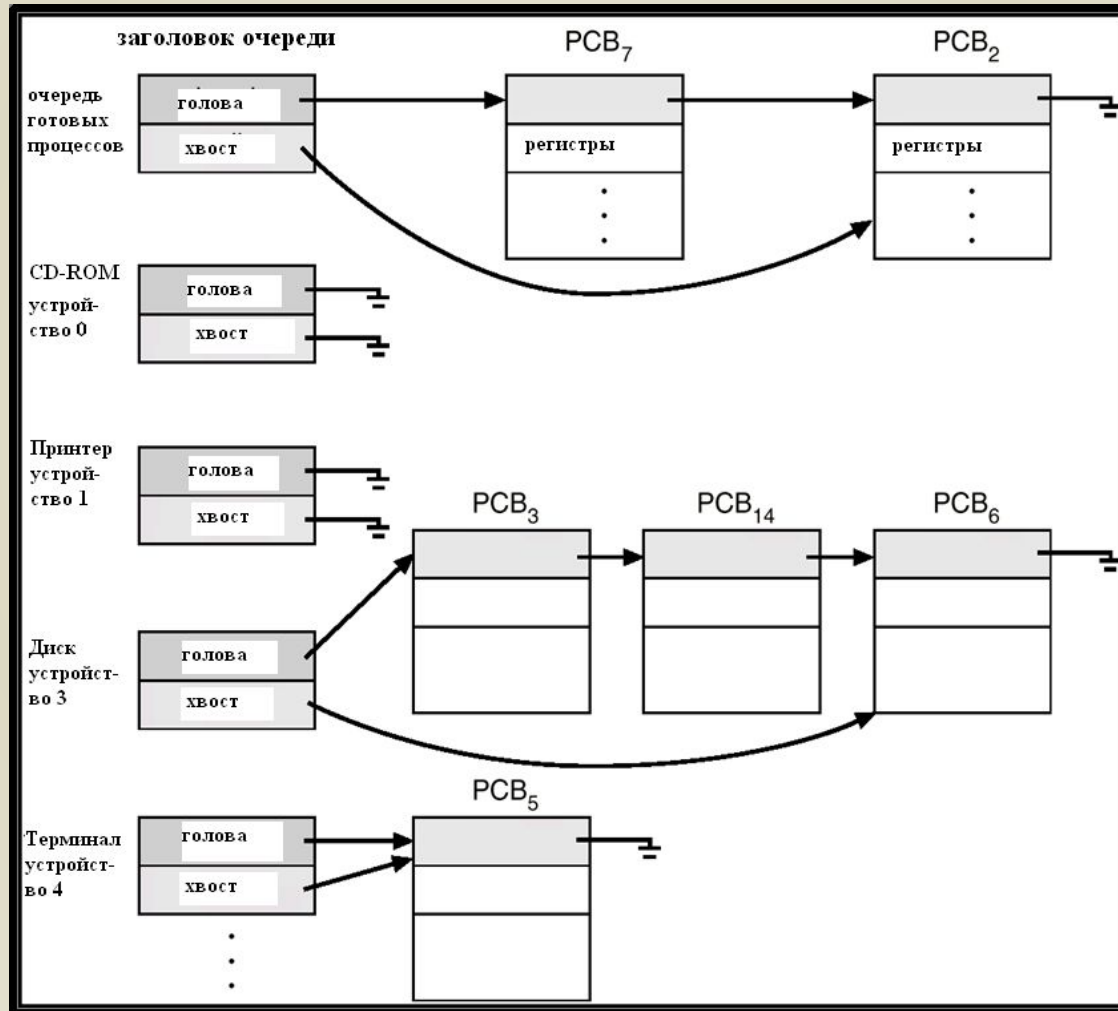 заголовок очереди
PCB7
PCB2
очередь
готовых
процессов
голова
хвост
регистры
регистры
CD-ROM
устрой-
ство 0
голова
хвост
Принтер
устрой-
ство 1
голова
хвост
PCB3
PCB14
PCB6
Диск
устройст-
во 3
голова
хвост
PCB5
Терминал
устройст-
во 4
голова
хвост